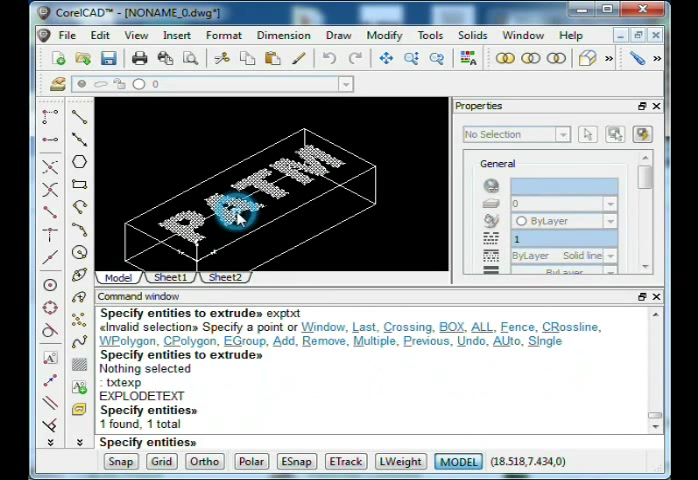 CorelCAD™ - [NONAME_0.dwg*]
File Edit View Insert Format Dimension Draw Modify Tools Solids Window Help
0
PATM
Properties
No Selection
General
0
ByLayer
1
ByLayer Solid line
ByLayer
Model Sheet1 Sheet2
Command window
Specify entities to extrude» exptxt
«Invalid selection» Specify a point or Window, Last, Crossing, BOX, ALL, Fence, CRossline,
WPolygon, CPolygon, EGroup, Add, Remove, Multiple, Previous, Undo, AUto, SIngle
Specify entities to extrude»
Nothing selected
: txtexp
EXPLODETEXT
Specify entities»
1 found, 1 total
Specify entities»
Snap Grid Ortho Polar ESnap ETrack LWeight MODEL (18.518,7.434,0)